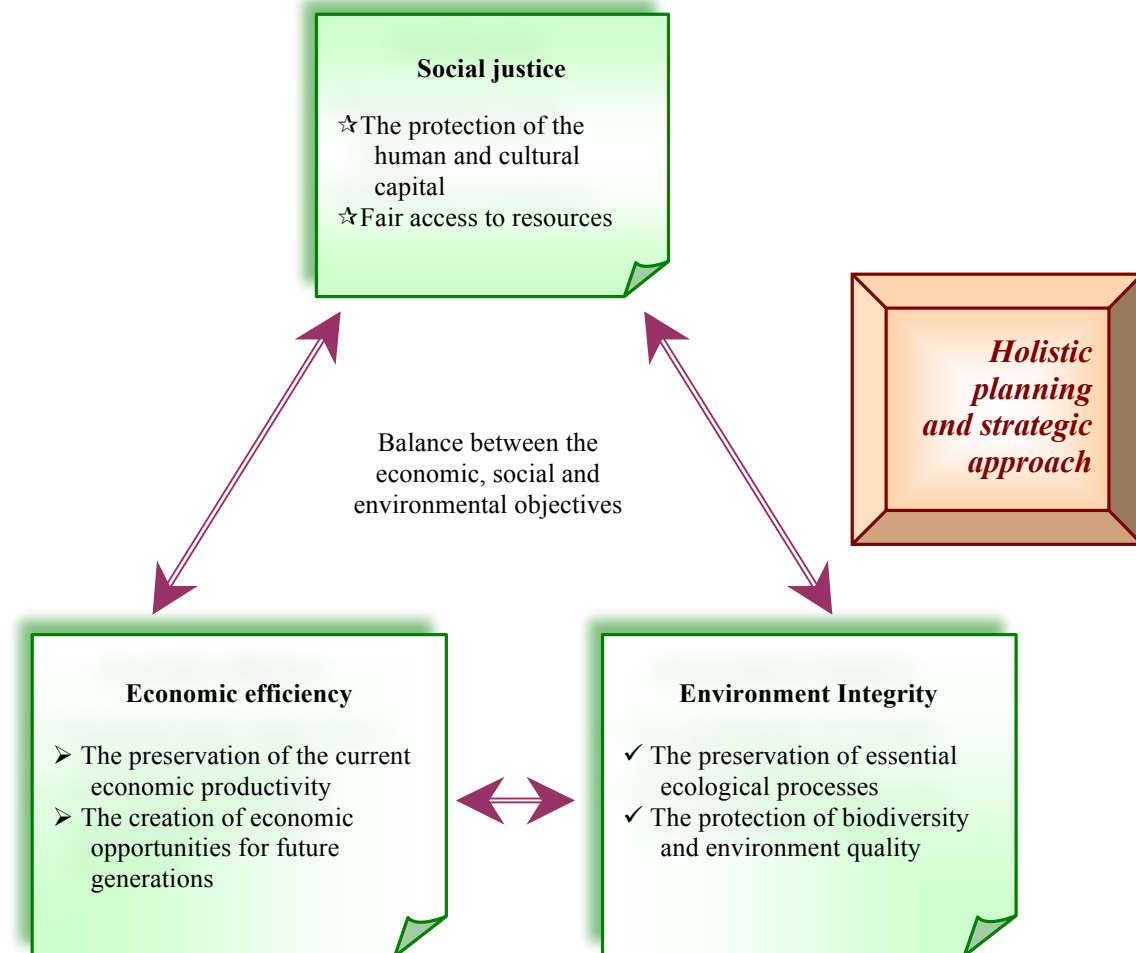 Social justice
☆The protection of the
human and cultural
capital
☆Fair access to resources
Holistic
planning
and strategic
approach
Balance between the
economic, social and
environmental objectives
Economic efficiency
➢ The preservation of the current
economic productivity
➢ The creation of economic
opportunities for future
generations
Environment Integrity
✓ The preservation of essential
ecological processes
✓ The protection of biodiversity
and environment quality